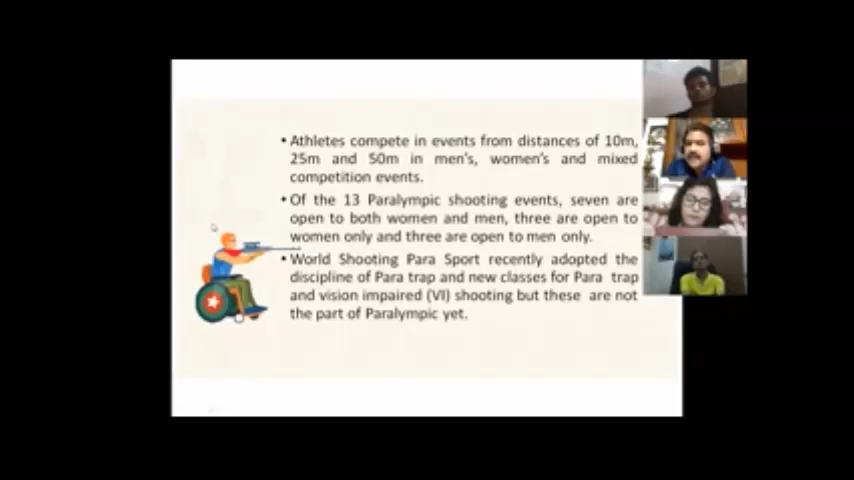 • Athletes compete in events from distances of 10m,
25m and 50m in men's, women's and mixed
competition events.
• Of the 13 Paralympic shooting events, seven are
open to both women and men, three are open to
women only and three are open to men only.
• World Shooting Para Sport recently adopted the
discipline of Para trap and new classes for Para trap
and vision impaired (VI) shooting but these are not
the part of Paralympic yet.